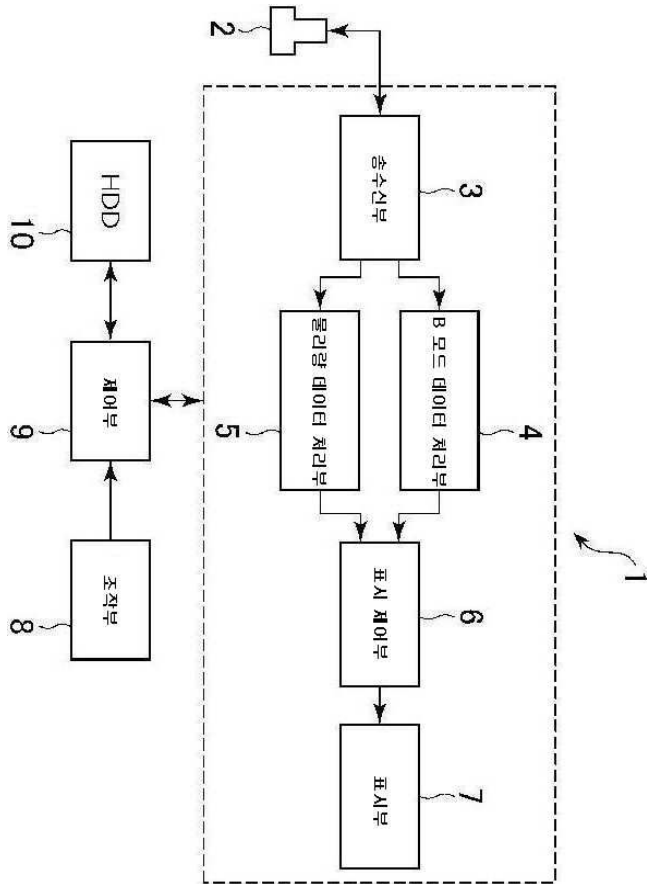 1
2
3
송수신부
4
B 모드 데이터 처리부
5
물리량 데이터 처리부
6
표시 제어부
7
표시부
HDD
10
제어부
9
조작부
8